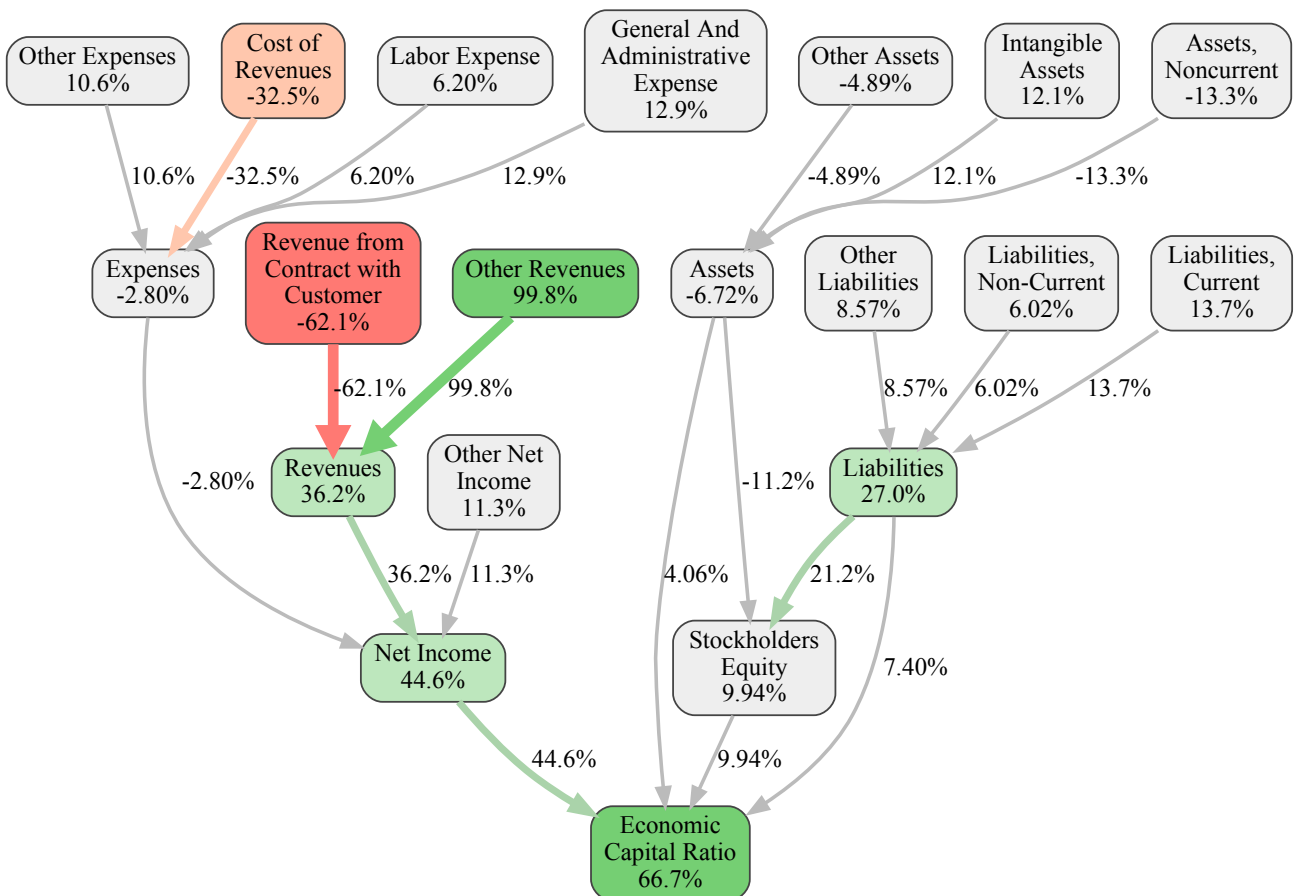 Other Expenses
10.6%
Cost of
Revenues
-32.5%
Labor Expense
6.20%
General And
Administrative
Expense
12.9%
Other Assets
-4.89%
Intangible
Assets
12.1%
Assets,
Noncurrent
-13.3%
10.6%
-32.5%
6.20%
12.9%
-4.89%
12.1%
-13.3%
Expenses
-2.80%
Revenue from
Contract with
Customer
-62.1%
Other Revenues
99.8%
Assets
-6.72%
Other
Liabilities
8.57%
Liabilities,
Non-Current
6.02%
Liabilities,
Current
13.7%
-62.1%
99.8%
8.57%
6.02%
13.7%
-2.80%
Revenues
36.2%
Other Net
Income
11.3%
-11.2%
Liabilities
27.0%
36.2%
11.3%
4.06%
21.2%
Net Income
44.6%
Stockholders
Equity
9.94%
7.40%
44.6%
9.94%
Economic
Capital Ratio
66.7%